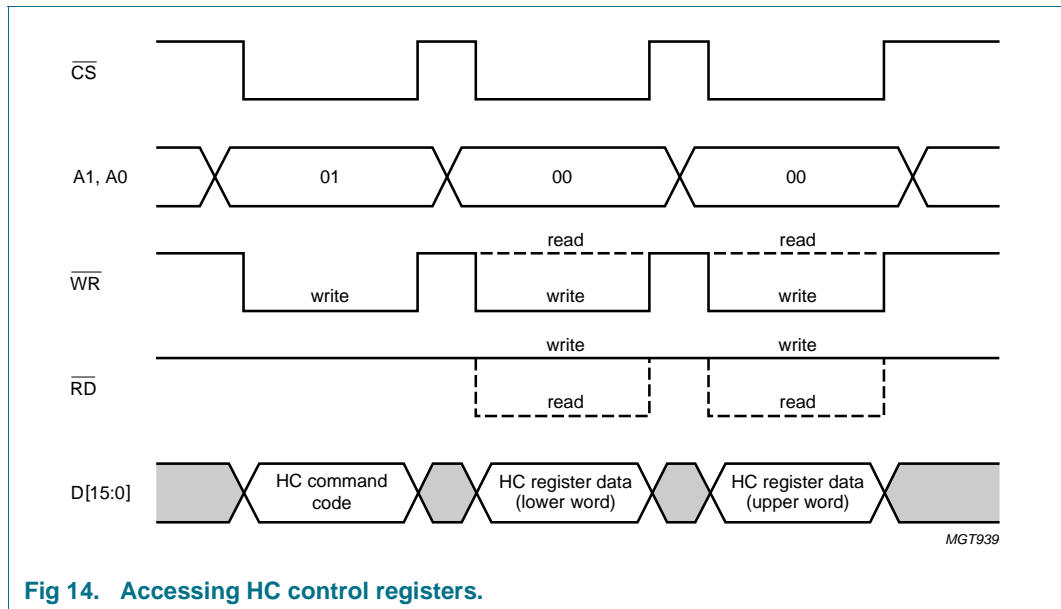 CS
A1, A0
01
00
00
read
read
WR
write
write
write
write
write
RD
read
read
D[15:0]
HC command
code
HC register data
(lower word)
HC register data
(upper word)
MGT939
Fig 14. Accessing HC control registers.